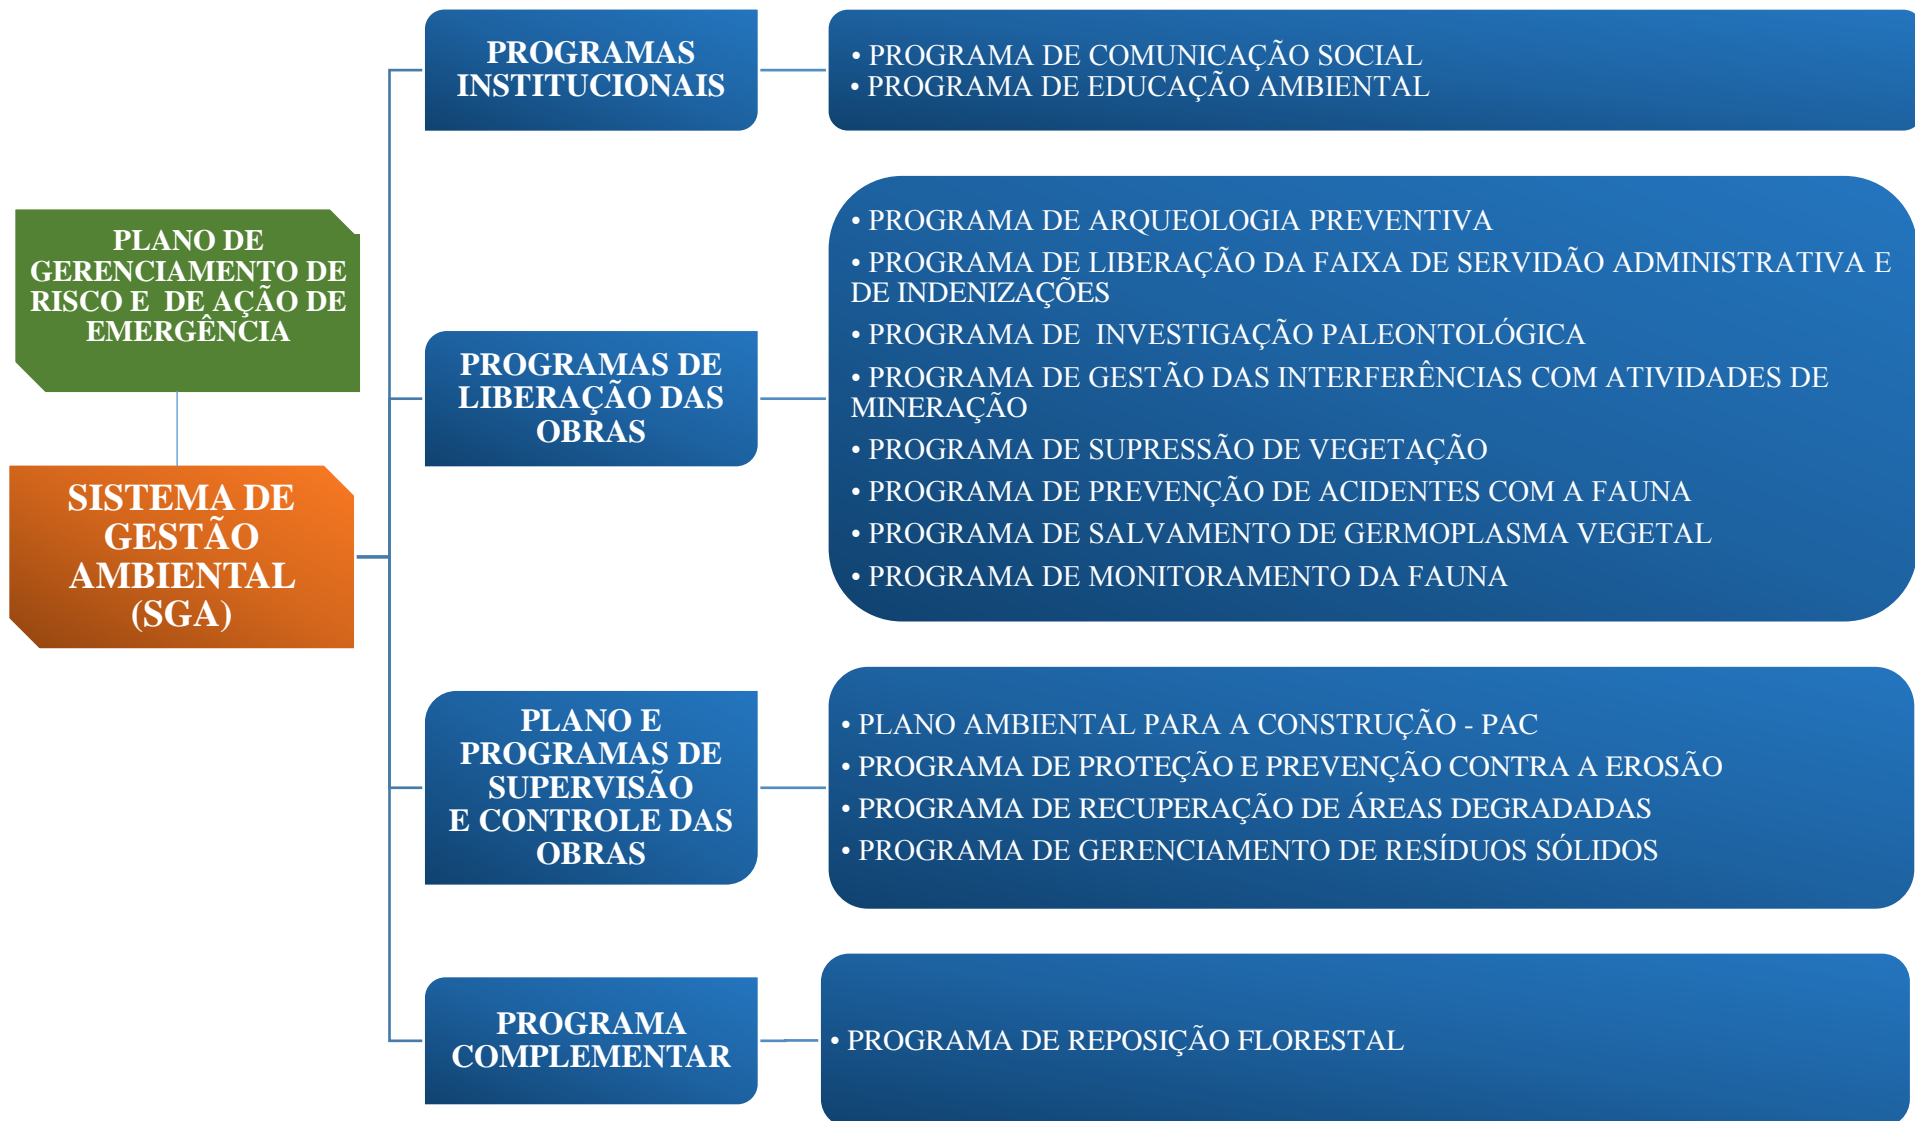 PROGRAMAS
INSTITUCIONAIS
• PROGRAMA DE COMUNICAÇÃO SOCIAL
• PROGRAMA DE EDUCAÇÃO AMBIENTAL
PLANO DE
GERENCIAMENTO DE
RISCO E DE AÇÃO DE
EMERGÊNCIA
SISTEMA DE
GESTÃO
AMBIENTAL
(SGA)
PROGRAMAS DE
LIBERAÇÃO DAS
OBRAS
• PROGRAMA DE ARQUEOLOGIA PREVENTIVA
• PROGRAMA DE LIBERAÇÃO DA FAIXA DE SERVIDÃO ADMINISTRATIVA E
DE INDENIZAÇÕES
• PROGRAMA DE INVESTIGAÇÃO PALEONTOLÓGICA
• PROGRAMA DE GESTÃO DAS INTERFERÊNCIAS COM ATIVIDADES DE
MINERAÇÃO
• PROGRAMA DE SUPRESSÃO DE VEGETAÇÃO
• PROGRAMA DE PREVENÇÃO DE ACIDENTES COM A FAUNA
• PROGRAMA DE SALVAMENTO DE GERMOPLASMA VEGETAL
• PROGRAMA DE MONITORAMENTO DA FAUNA
PLANO E
PROGRAMAS DE
SUPERVISÃO
E CONTROLE DAS
OBRAS
• PLANO AMBIENTAL PARA A CONSTRUÇÃO - PAC
• PROGRAMA DE PROTEÇÃO E PREVENÇÃO CONTRA A EROSÃO
• PROGRAMA DE RECUPERAÇÃO DE ÁREAS DEGRADADAS
• PROGRAMA DE GERENCIAMENTO DE RESÍDUOS SÓLIDOS
PROGRAMA
COMPLEMENTAR
• PROGRAMA DE REPOSIÇÃO FLORESTAL